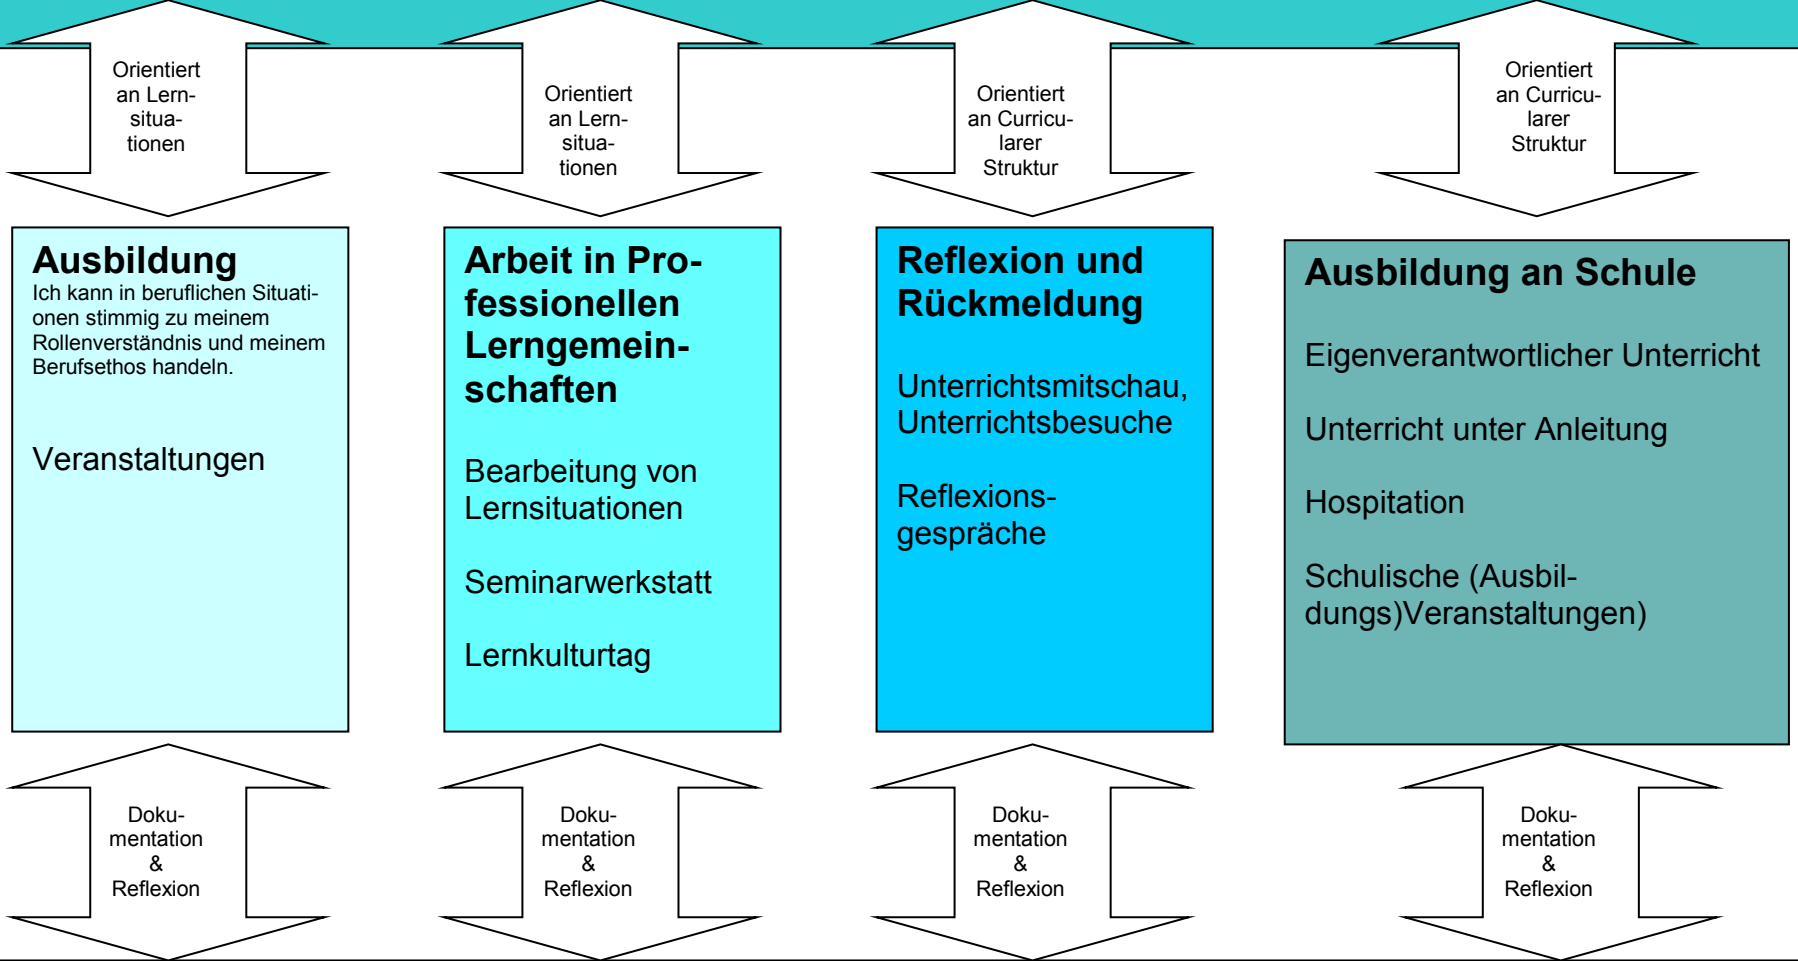 Orientiert
an Lern-
situa-
tionen
Orientiert
an Lern-
situa-
tionen
Orientiert
an Curricu-
larer
Struktur
Orientiert
an Curricu-
larer
Struktur
Ausbildung
Ich kann in beruflichen Situati-
onen stimmig zu meinem
Rollenverständnis und meinem
Berufsethos handeln.
Veranstaltungen
Arbeit in Pro-
fessionellen
Lerngemein-
schaften
Bearbeitung von
Lernsituationen
Seminarwerkstatt
Lernkulturtag
Reflexion und
Rückmeldung
Unterrichtsmitschau,
Unterrichtsbesuche
Reflexions-
gespräche
Ausbildung an Schule
Eigenverantwortlicher Unterricht
Unterricht unter Anleitung
Hospitation
Schulische (Ausbil-
dungs)Veranstaltungen)
Doku-
mentation
&
Reflexion
Doku-
mentation
&
Reflexion
Doku-
mentation
&
Reflexion
Doku-
mentation
&
Reflexion